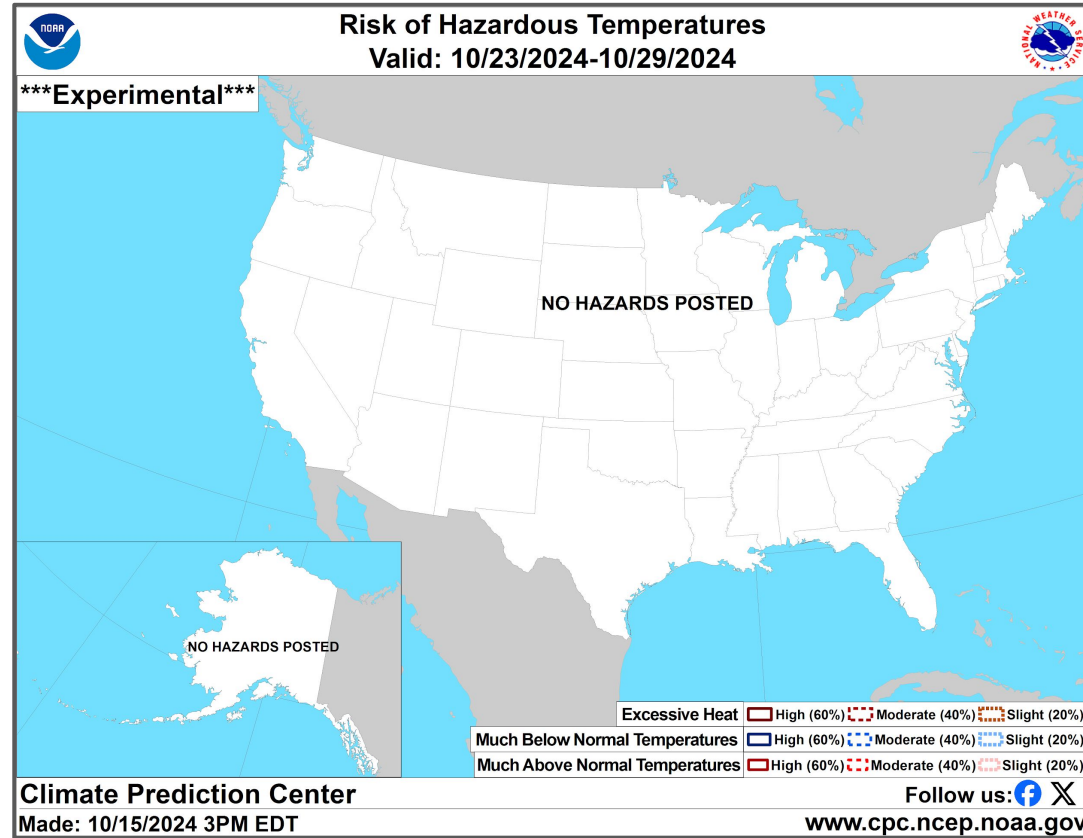 NOAA
Risk of Hazardous Temperatures
Valid: 10/23/2024-10/29/2024
NATIONAL WEATHER SERVICE
***Experimental***
NO HAZARDS POSTED
NO HAZARDS POSTED
Excessive Heat High (60%) Moderate (40%) Slight (20%)
Much Below Normal Temperatures High (60%) Moderate (40%) Slight (20%)
Much Above Normal Temperatures High (60%) Moderate (40%) Slight (20%)
Climate Prediction Center
Follow us:
Made: 10/15/2024 3PM EDT
www.cpc.ncep.noaa.gov